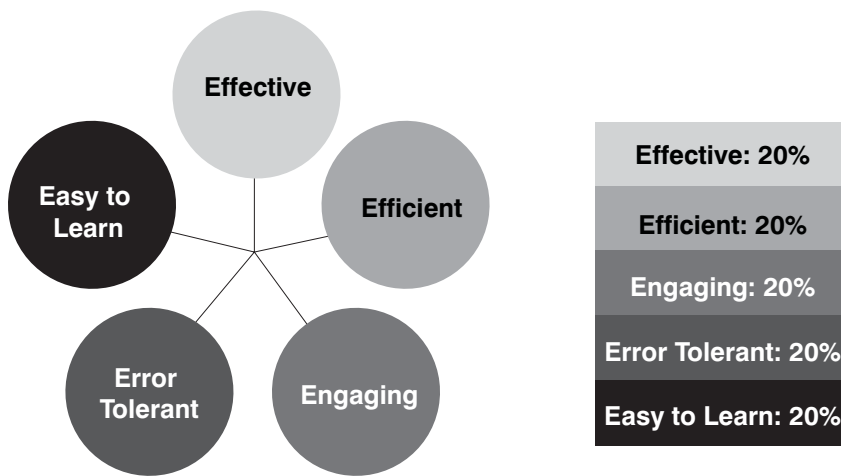 Effective
Efficient
Easy to
Learn
Error
Tolerant
Engaging
Effective: 20%
Efficient: 20%
Engaging: 20%
Error Tolerant: 20%
Easy to Learn: 20%